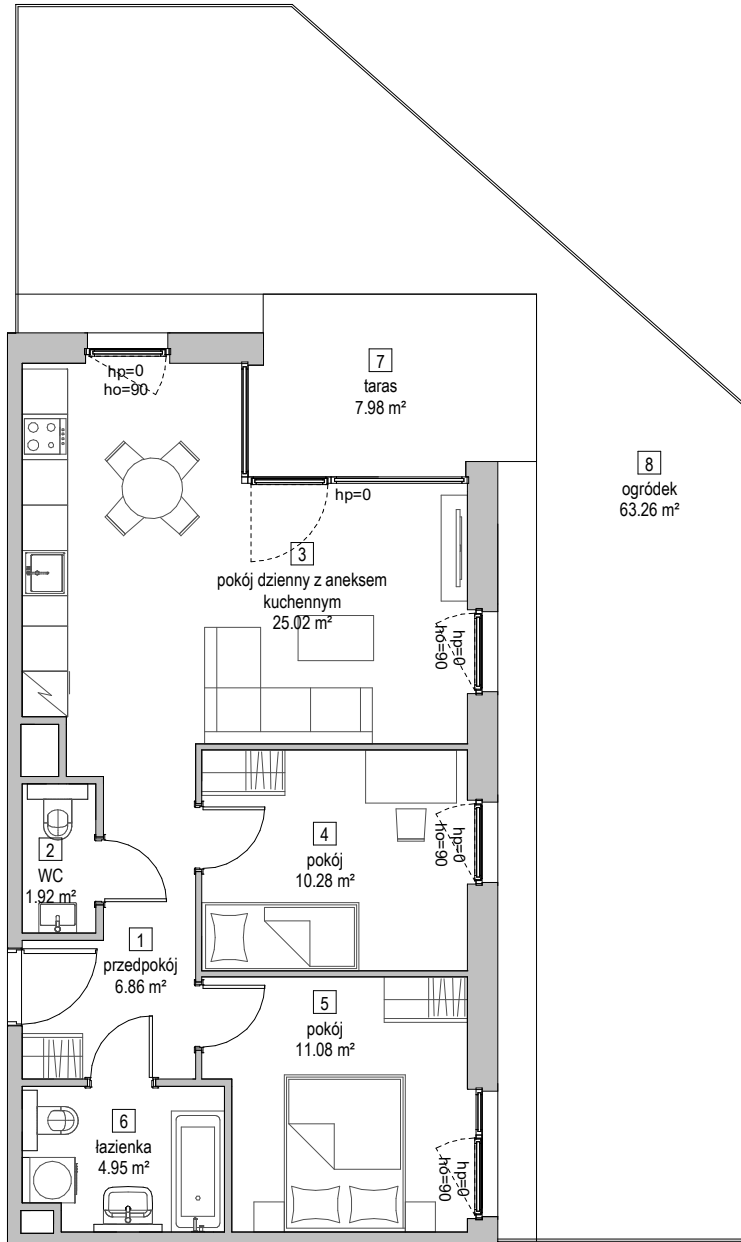 hp=0
ho=90
7
taras
7.98 m²
8
ogródek
63.26 m²
hp=0
3
pokój dzienny z aneksem
kuchennym
25.02 m²
hp=0
ho=90
4
pokój
10.28 m²
hp=0
ho=90
2
WC
1.92 m²
1
przedpokój
6.86 m²
5
pokój
11.08 m²
6
łazienka
4.95 m²
hp=0
ho=90